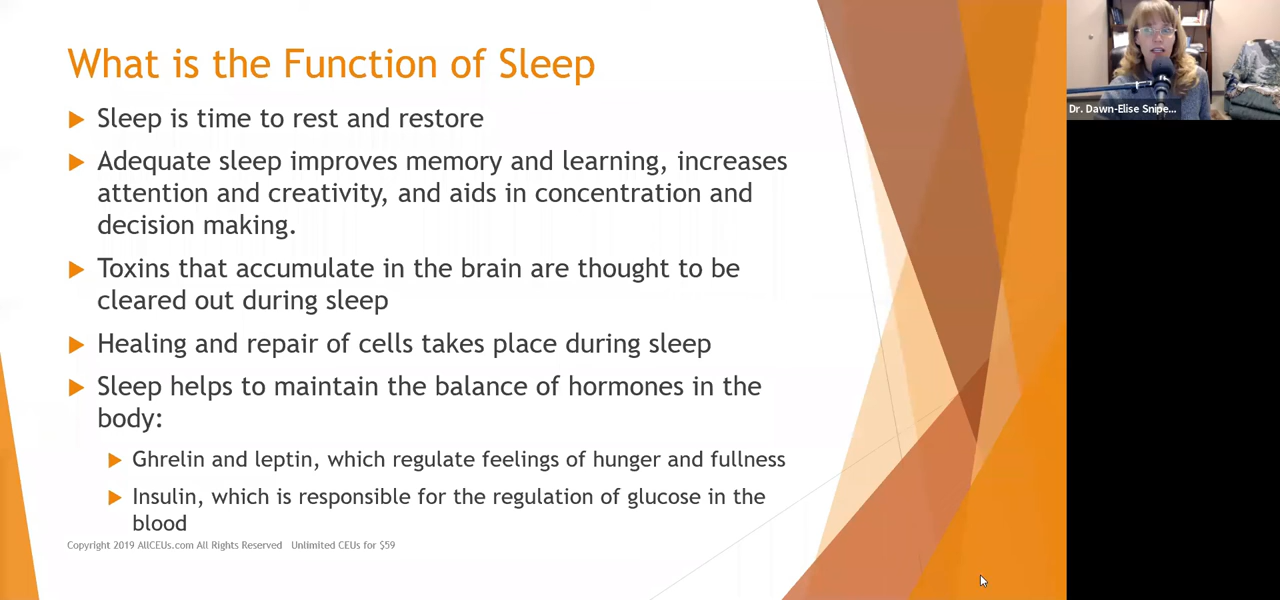 What is the Function of Sleep
Sleep is time to rest and restore
Adequate sleep improves memory and learning, increases
attention and creativity, and aids in concentration and
decision making.
Toxins that accumulate in the brain are thought to be
cleared out during sleep
Healing and repair of cells takes place during sleep
Sleep helps to maintain the balance of hormones in the
body:
Ghrelin and leptin, which regulate feelings of hunger and fullness
Insulin, which is responsible for the regulation of glucose in the
blood
Copyright 2019 AllCEUs.com All Rights Reserved Unlimited CEUs for $59
Dr. Dawn-Elise Snipe...